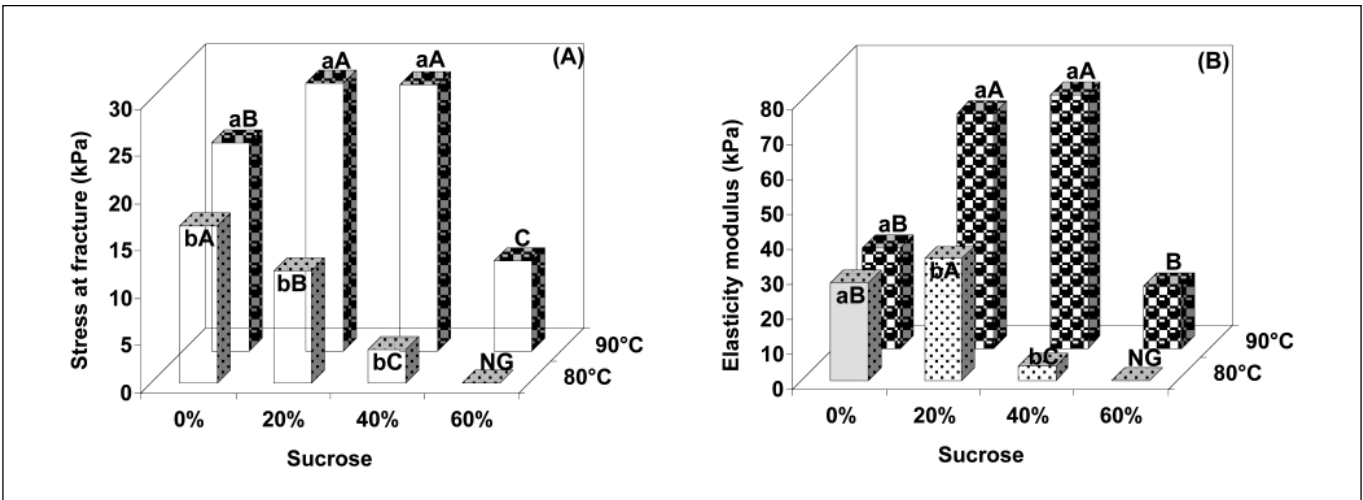 (A)
Stress at fracture (kPa)
30
25
20
15
10
5
0
aB
aA
aA
C
bA
bB
bC
NG
90°C
80°C
0%
20%
40%
60%
Sucrose
(B)
Elasticity modulus (kPa)
80
70
60
50
40
30
20
10
0
aB
aA
aA
B
aB
bA
bC
NG
90°C
80°C
0%
20%
40%
60%
Sucrose